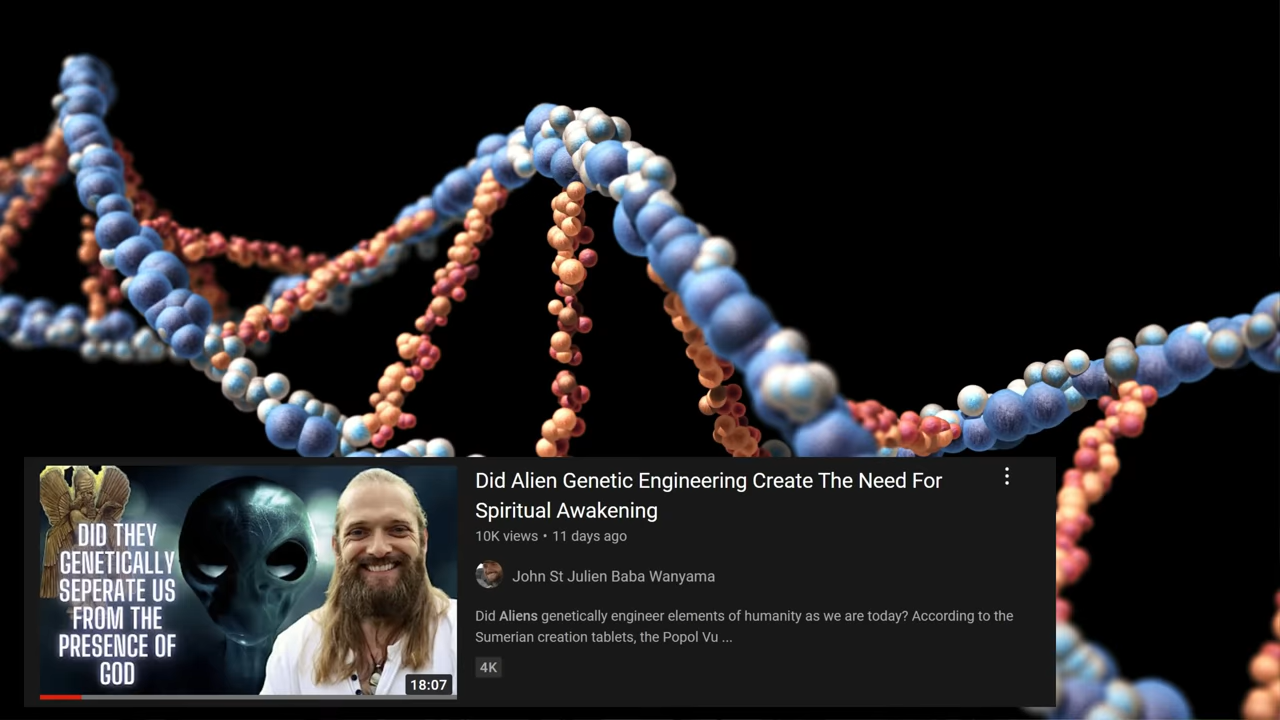 DID THEY
GENETICALLY
SEPERATE US
FROM THE
PRESENCE OF
GOD
18:07
Did Alien Genetic Engineering Create The Need For
Spiritual Awakening
10K views • 11 days ago
John St Julien Baba Wanyama
Did Aliens genetically engineer elements of humanity as we are today? According to the
Sumerian creation tablets, the Popol Vu ...
4K